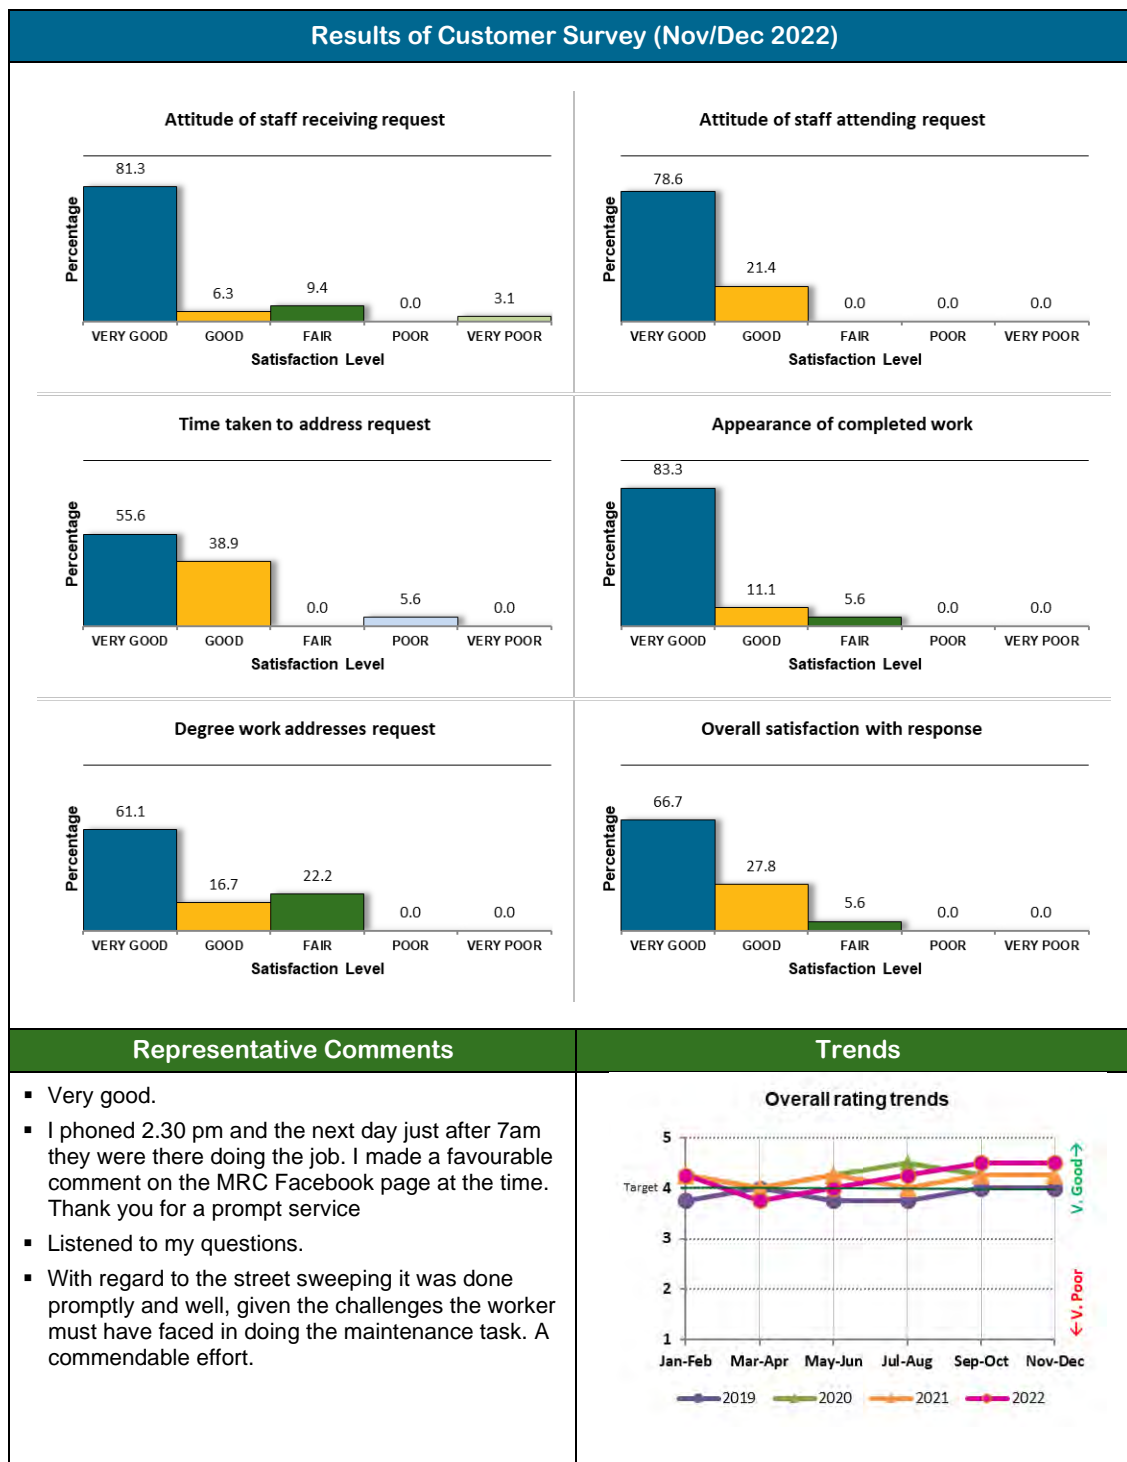 Results of Customer Survey (Nov/Dec 2022)
Attitude of staff receiving request
Percentage
81.3
6.3
9.4
0.0
3.1
VERY GOOD GOOD FAIR POOR VERY POOR
Satisfaction Level
Attitude of staff attending request
Percentage
78.6
21.4
0.0
0.0
0.0
VERY GOOD GOOD FAIR POOR VERY POOR
Satisfaction Level
Time taken to address request
Percentage
55.6
38.9
0.0
5.6
0.0
VERY GOOD GOOD FAIR POOR VERY POOR
Satisfaction Level
Appearance of completed work
Percentage
83.3
11.1
5.6
0.0
0.0
VERY GOOD GOOD FAIR POOR VERY POOR
Satisfaction Level
Degree work addresses request
Percentage
61.1
16.7
22.2
0.0
0.0
VERY GOOD GOOD FAIR POOR VERY POOR
Satisfaction Level
Overall satisfaction with response
Percentage
66.7
27.8
5.6
0.0
0.0
VERY GOOD GOOD FAIR POOR VERY POOR
Satisfaction Level
Representative Comments
▪ Very good.
▪ I phoned 2.30 pm and the next day just after 7am
they were there doing the job. I made a favourable
comment on the MRC Facebook page at the time.
Thank you for a prompt service
▪ Listened to my questions.
▪ With regard to the street sweeping it was done
promptly and well, given the challenges the worker
must have faced in doing the maintenance task. A
commendable effort.
Trends
Overall rating trends
5
Target 4
3
2
1
V. Good→
←V. Poor
Jan-Feb Mar-Apr May-Jun Jul-Aug Sep-Oct Nov-Dec
2019 2020 2021 2022